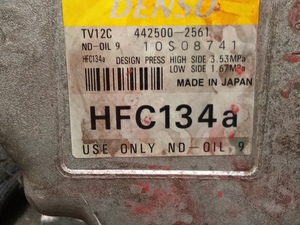 DENSO
TV12C 442500-2561
ND-OIL 9 10S08741
HFC134a DESIGN PRESS HIGH SIDE 3.53MPa
LOW SIDE 1.67MPa
MADE IN JAPAN
HFC134a
USE ONLY ND-OIL 9